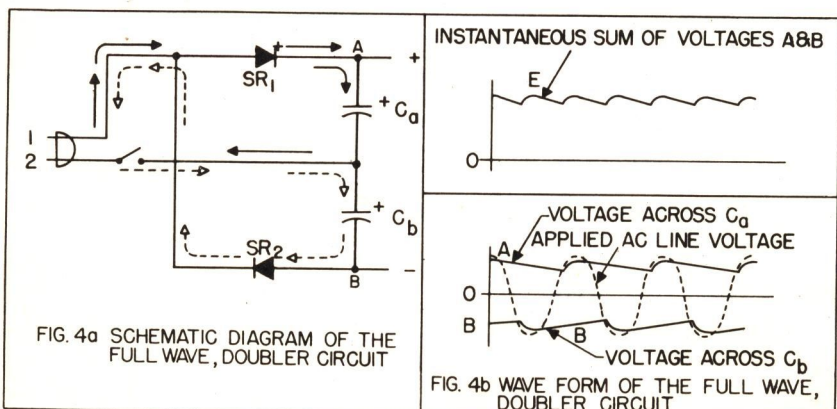 +
A
+
SR1
+ Ca
1
2
+ Cb
SR2
-
B
FIG. 4a SCHEMATIC DIAGRAM OF THE
FULL WAVE, DOUBLER CIRCUIT
INSTANTANEOUS SUM OF VOLTAGES A&B
E
0
VOLTAGE ACROSS Ca
A
APPLIED AC LINE VOLTAGE
0
B
B
VOLTAGE ACROSS Cb
FIG. 4b WAVE FORM OF THE FULL WAVE,
DOUBLER CIRCUIT